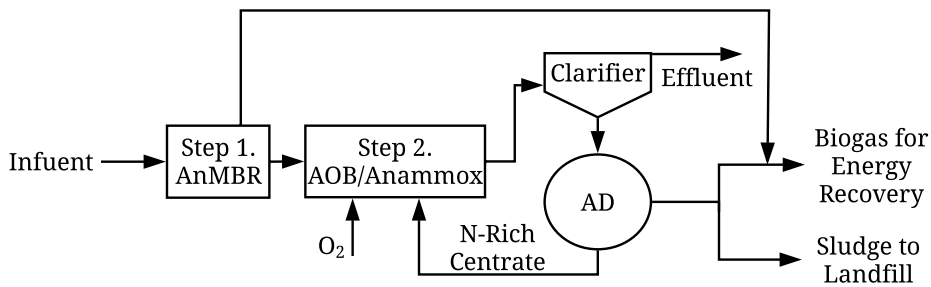 Clarifier
Effluent
Infuent
Step 1.
AnMBR
Step 2.
AOB/Anammox
Biogas for
Energy
Recovery
AD
O₂
N-Rich
Centrate
Sludge to
Landfill